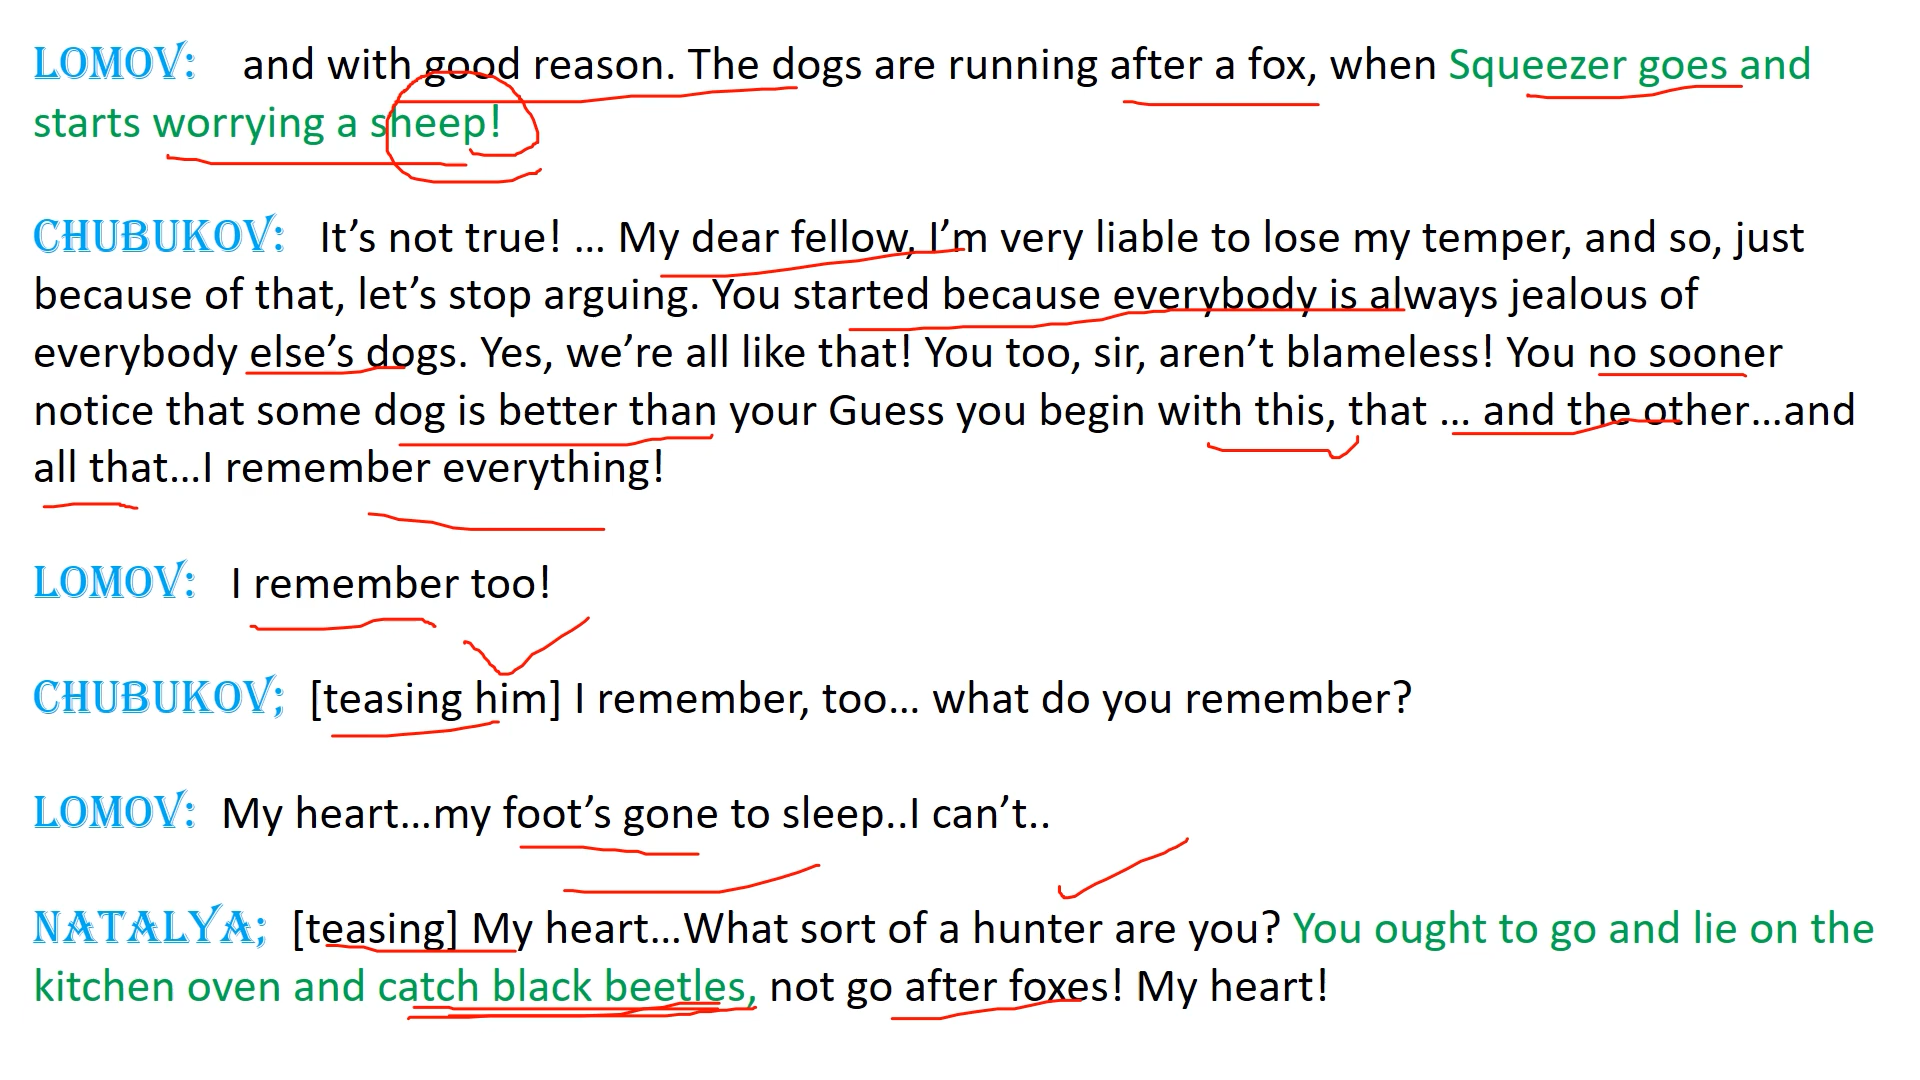 LOMOV: and with good reason. The dogs are running after a fox, when Squeezer goes and
starts worrying a sheep!
CHUBUKOV: It’s not true! ... My dear fellow, I’m very liable to lose my temper, and so, just
because of that, let’s stop arguing. You started because everybody is always jealous of
everybody else’s dogs. Yes, we’re all like that! You too, sir, aren’t blameless! You no sooner
notice that some dog is better than your Guess you begin with this, that ... and the other...and
all that...I remember everything!
LOMOV: I remember too!
CHUBUKOV; [teasing him] I remember, too... what do you remember?
LOMOV: My heart...my foot’s gone to sleep..I can’t..
NATALYA; [teasing] My heart...What sort of a hunter are you? You ought to go and lie on the
kitchen oven and catch black beetles, not go after foxes! My heart!